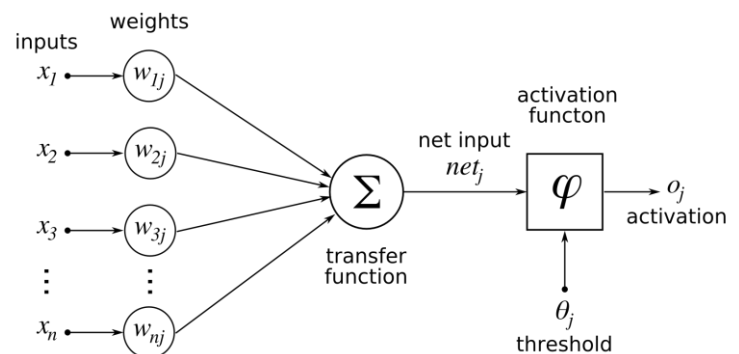 weights
inputs
x1
w1j
x2
w2j
x3
w3j
xn
wnj
Σ
transfer
function
net input
netj
activation
functon
φ
oj
activation
θj
threshold